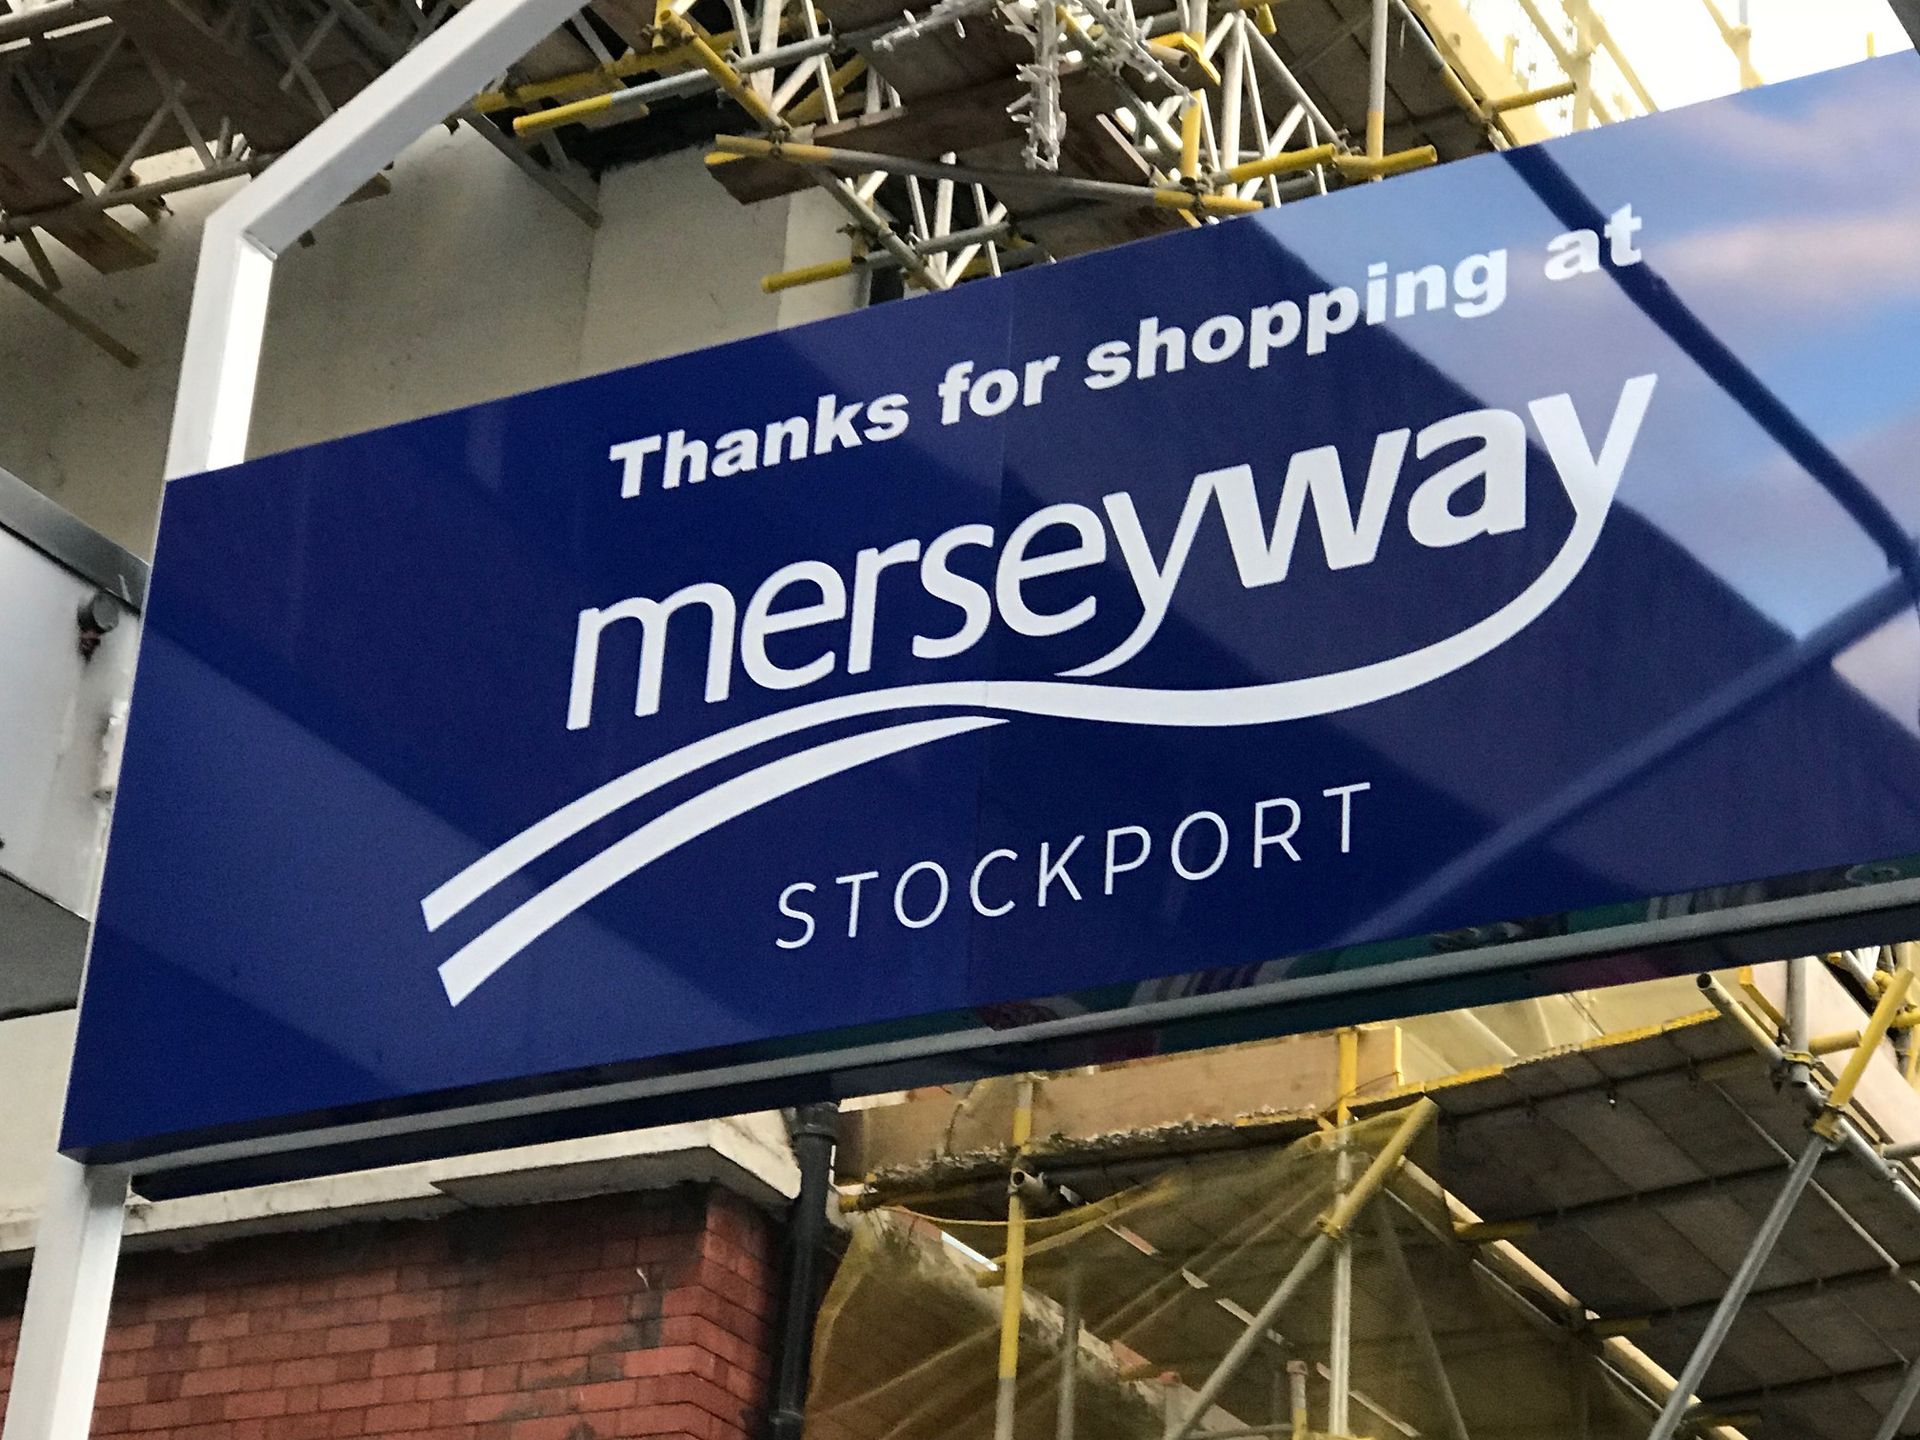 Thanks for shopping at
merseyway
STOCKPORT